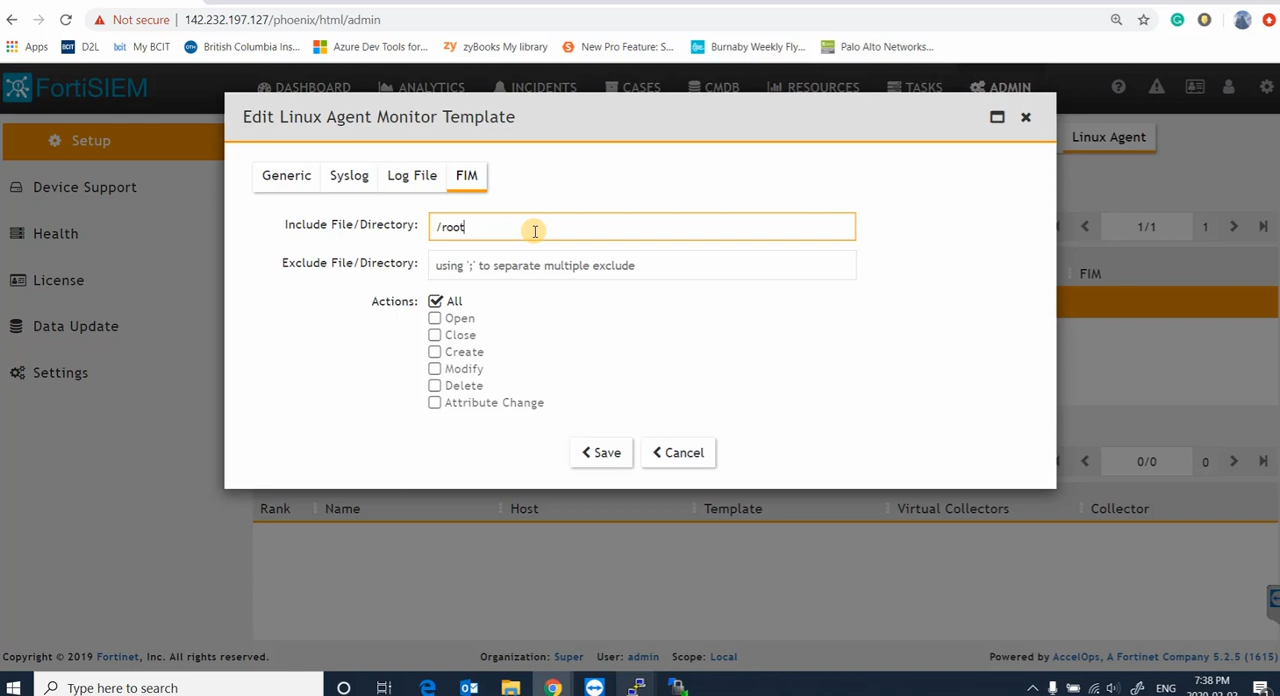 Not secure | 142.232.197.127/phoenix/html/admin
Apps BCIT D2L bcit My BCIT BTH British Columbia Ins... Azure Dev Tools for... zy zyBooks My library S New Pro Feature: S... Burnaby Weekly Fly... Palo Alto Networks...
FortiSIEM DASHBOARD ANALYTICS INCIDENTS CASES CMDB RESOURCES TASKS ADMIN
Edit Linux Agent Monitor Template
Setup
Linux Agent
Generic Syslog Log File FIM
Device Support
Include File/Directory: /root
1/1 1
Health
Exclude File/Directory: using ';' to separate multiple exclude
FIM
License
Actions: All
Open
Data Update
Close
Create
Settings
Modify
Delete
Attribute Change
Save Cancel
0/0 0
Rank Name Host Template Virtual Collectors Collector
Copyright © 2019 Fortinet, Inc. All rights reserved. Organization: Super User: admin Scope: Local Powered by AccelOps, A Fortinet Company 5.2.5 (1615)
Type here to search
ENG
7:38 PM